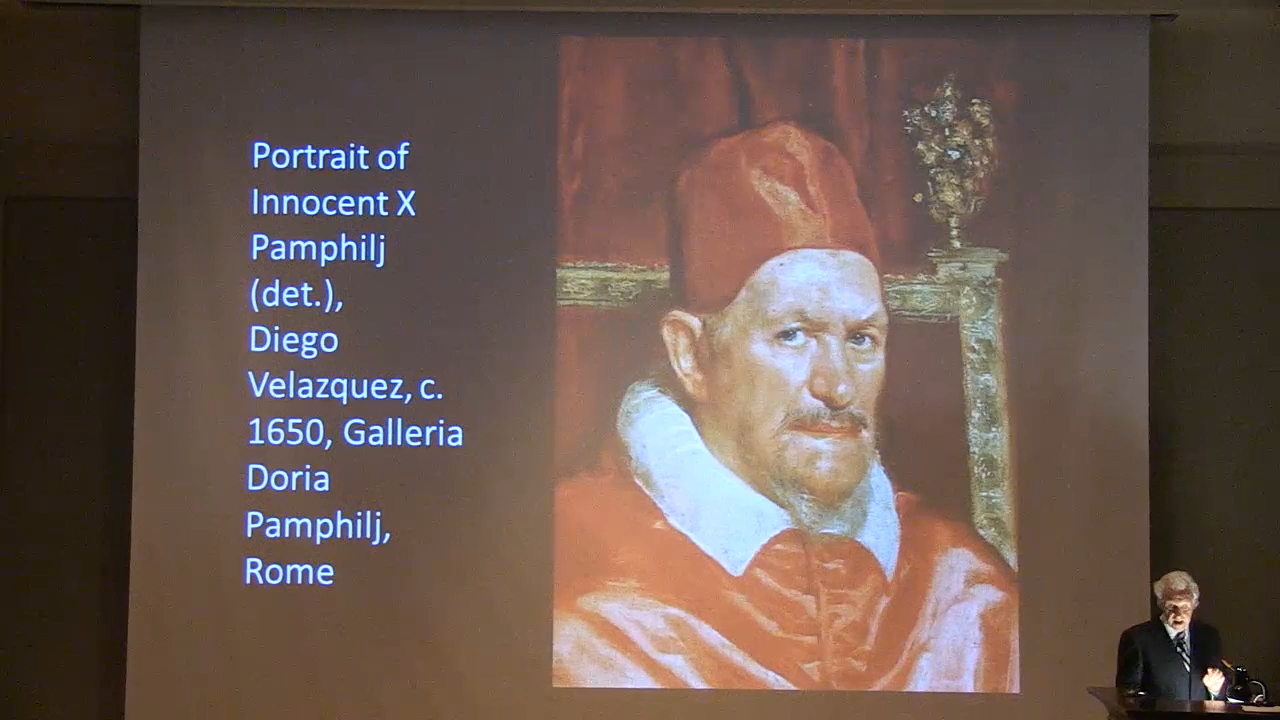 Portrait of
Innocent X
Pamphilj
(det.),
Diego
Velazquez, c.
1650, Galleria
Doria
Pamphilj,
Rome